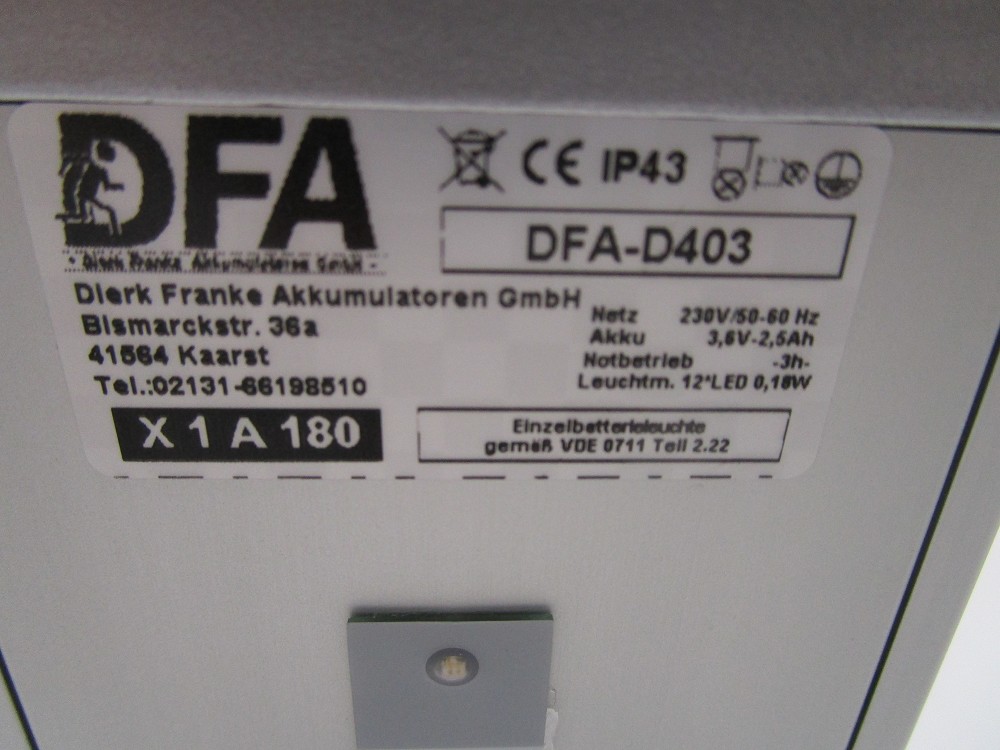 DFA
Dierk Franke Akkumulatoren GmbH
Dierk Franke Akkumulatoren GmbH
Bismarckstr. 36a
41564 Kaarst
Tel.:02131-66198510
X 1 A 180
CE IP43
DFA-D403
Netz 230V/50-60 Hz
Akku 3,6V-2,5Ah
Notbetrieb -3h-
Leuchtm. 12*LED 0,18W
Einzelbatterieleuchte
gemäß VDE 0711 Teil 2.22